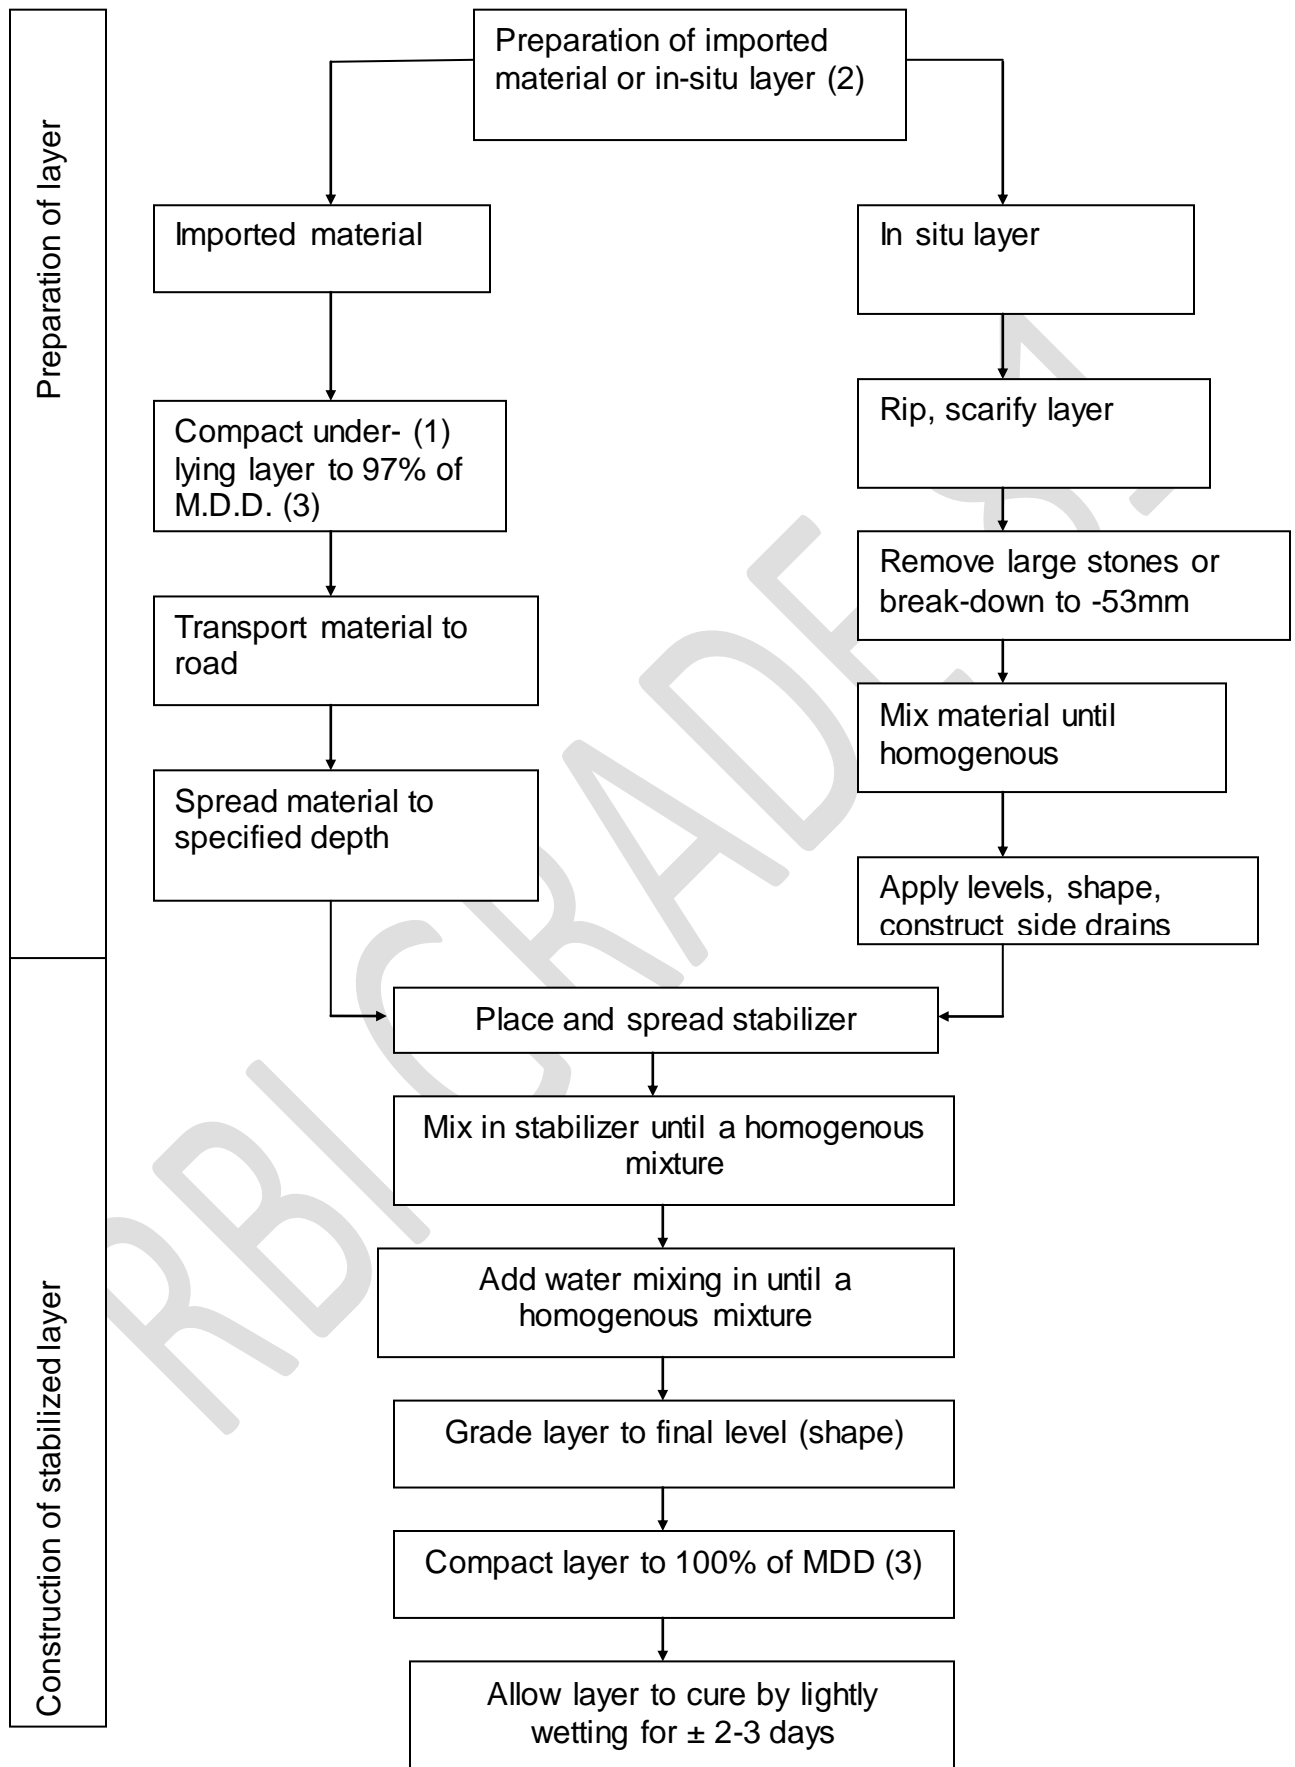 Preparation of layer
Preparation of imported
material or in-situ layer (2)
Imported material
Compact under- (1)
lying layer to 97% of
M.D.D. (3)
Transport material to
road
Spread material to
specified depth
In situ layer
Rip, scarify layer
Remove large stones or
break-down to -53mm
Mix material until
homogenous
Apply levels, shape,
construct side drains
Construction of stabilized layer
Place and spread stabilizer
Mix in stabilizer until a homogenous
mixture
Add water mixing in until a
homogenous mixture
Grade layer to final level (shape)
Compact layer to 100% of MDD (3)
Allow layer to cure by lightly
wetting for ± 2-3 days
RBI GRADE 81